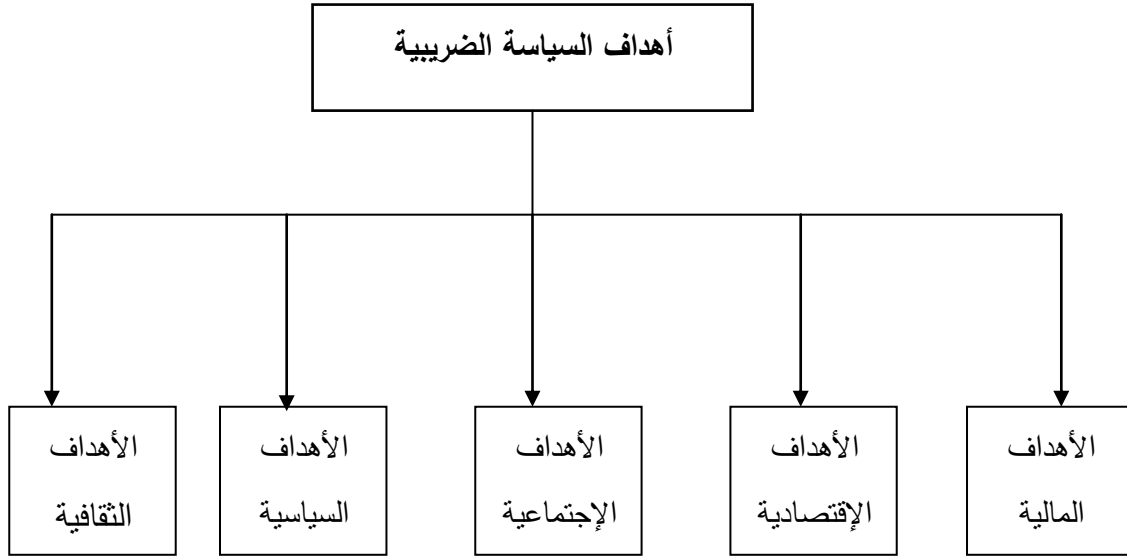 أهداف السياسة الضريبية
الأهداف
المالية
الأهداف
الإقتصادية
الأهداف
الإجتماعية
الأهداف
السياسية
الأهداف
الثقافية